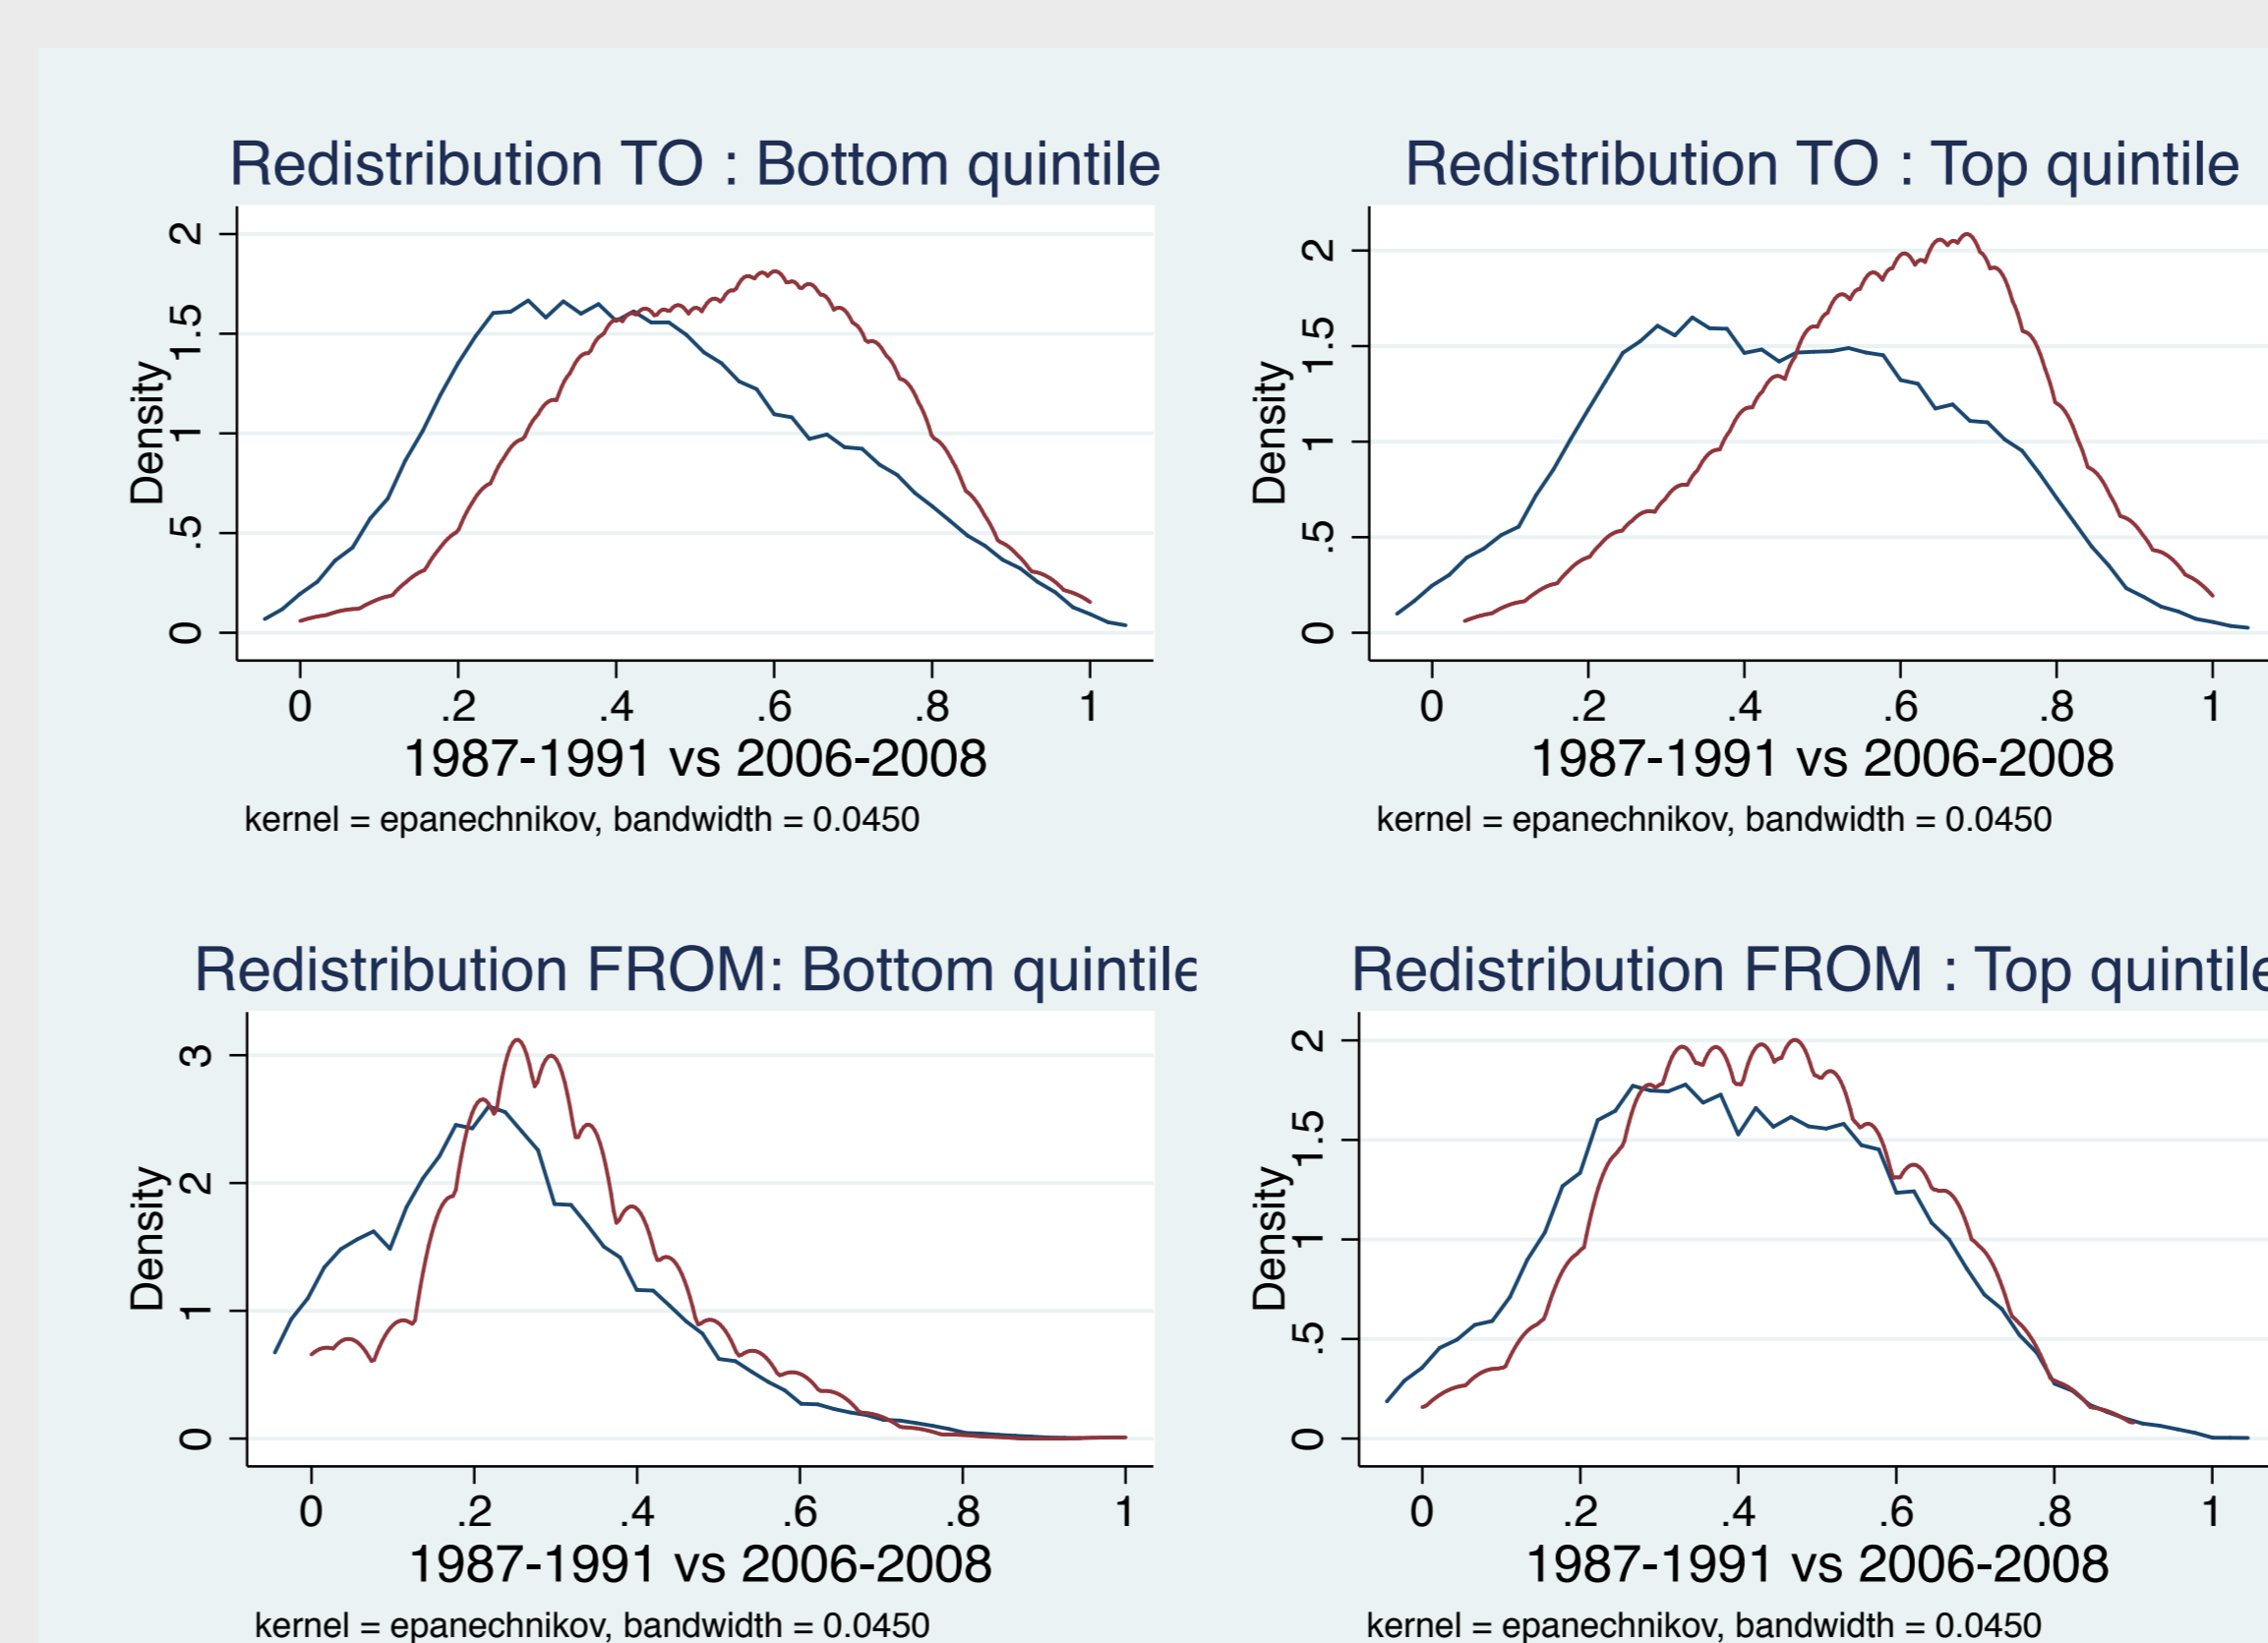 Redistribution TO : Bottom quintile
Density
2
1.5
1
.5
0
0 .2 .4 .6 .8 1
1987-1991 vs 2006-2008
kernel = epanechnikov, bandwidth = 0.0450
Redistribution TO : Top quintile
Density
2
1.5
1
.5
0
0 .2 .4 .6 .8 1
1987-1991 vs 2006-2008
kernel = epanechnikov, bandwidth = 0.0450
Redistribution FROM: Bottom quintile
Density
3
2
1
0
0 .2 .4 .6 .8 1
1987-1991 vs 2006-2008
kernel = epanechnikov, bandwidth = 0.0450
Redistribution FROM : Top quintile
Density
2
1.5
1
.5
0
0 .2 .4 .6 .8 1
1987-1991 vs 2006-2008
kernel = epanechnikov, bandwidth = 0.0450